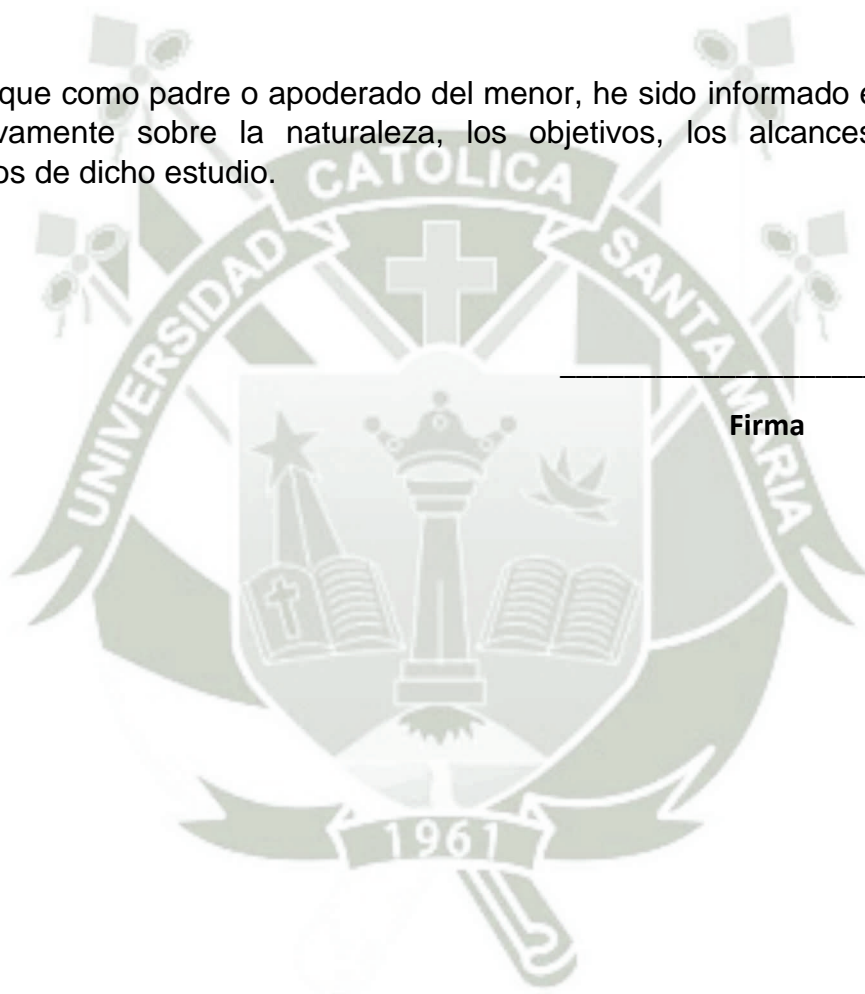 que como padre o apoderado del menor, he sido informado e
vamente sobre la naturaleza, los objetivos, los alcances
os de dicho estudio.
CATOLICA
UNIVERSIDAD
SANTA MARIA
Firma
1961